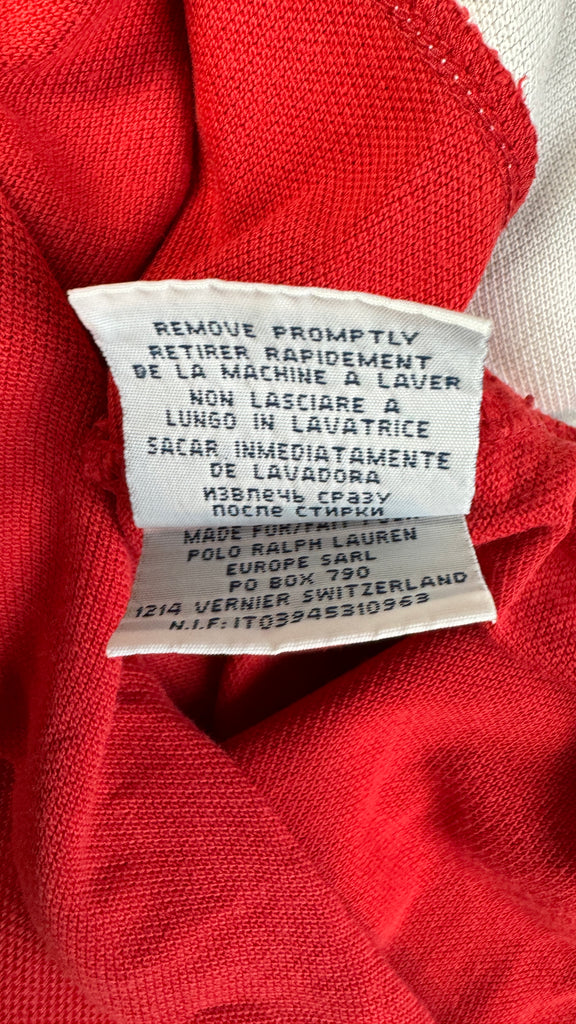 REMOVE PROMPTLY
RETIRER RAPIDEMENT
DE LA MACHINE A LAVER
NON LASCIARE A
LUNGO IN LAVATRICE
SACAR INMEDIATAMENTE
DE LAVADORA
извлечь сразу
после стирки
MADE FOR/FAIT POUR
POLO RALPH LAUREN
EUROPE SARL
PO BOX 790
1214 VERNIER SWITZERLAND
N.I.F: IT03945310963